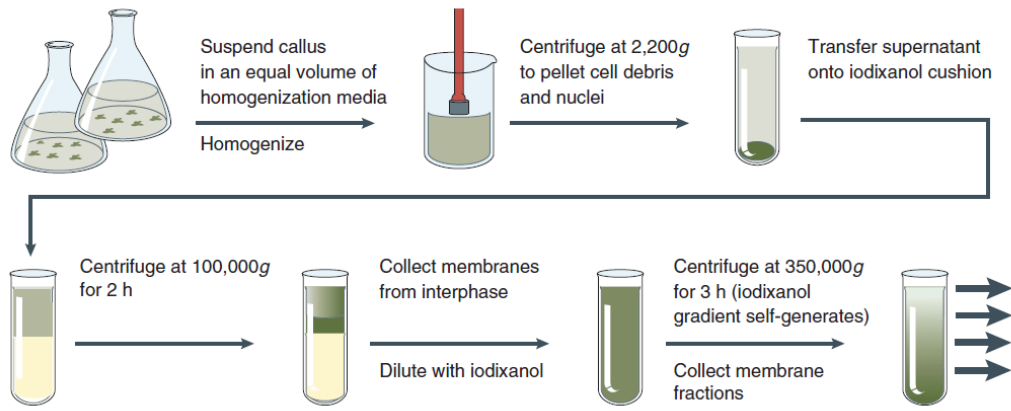 Suspend callus
in an equal volume of
homogenization media
Homogenize
Centrifuge at 2,200g
to pellet cell debris
and nuclei
Transfer supernatant
onto iodixanol cushion
Centrifuge at 100,000g
for 2 h
Collect membranes
from interphase
Dilute with iodixanol
Centrifuge at 350,000g
for 3 h (iodixanol
gradient self-generates)
Collect membrane
fractions